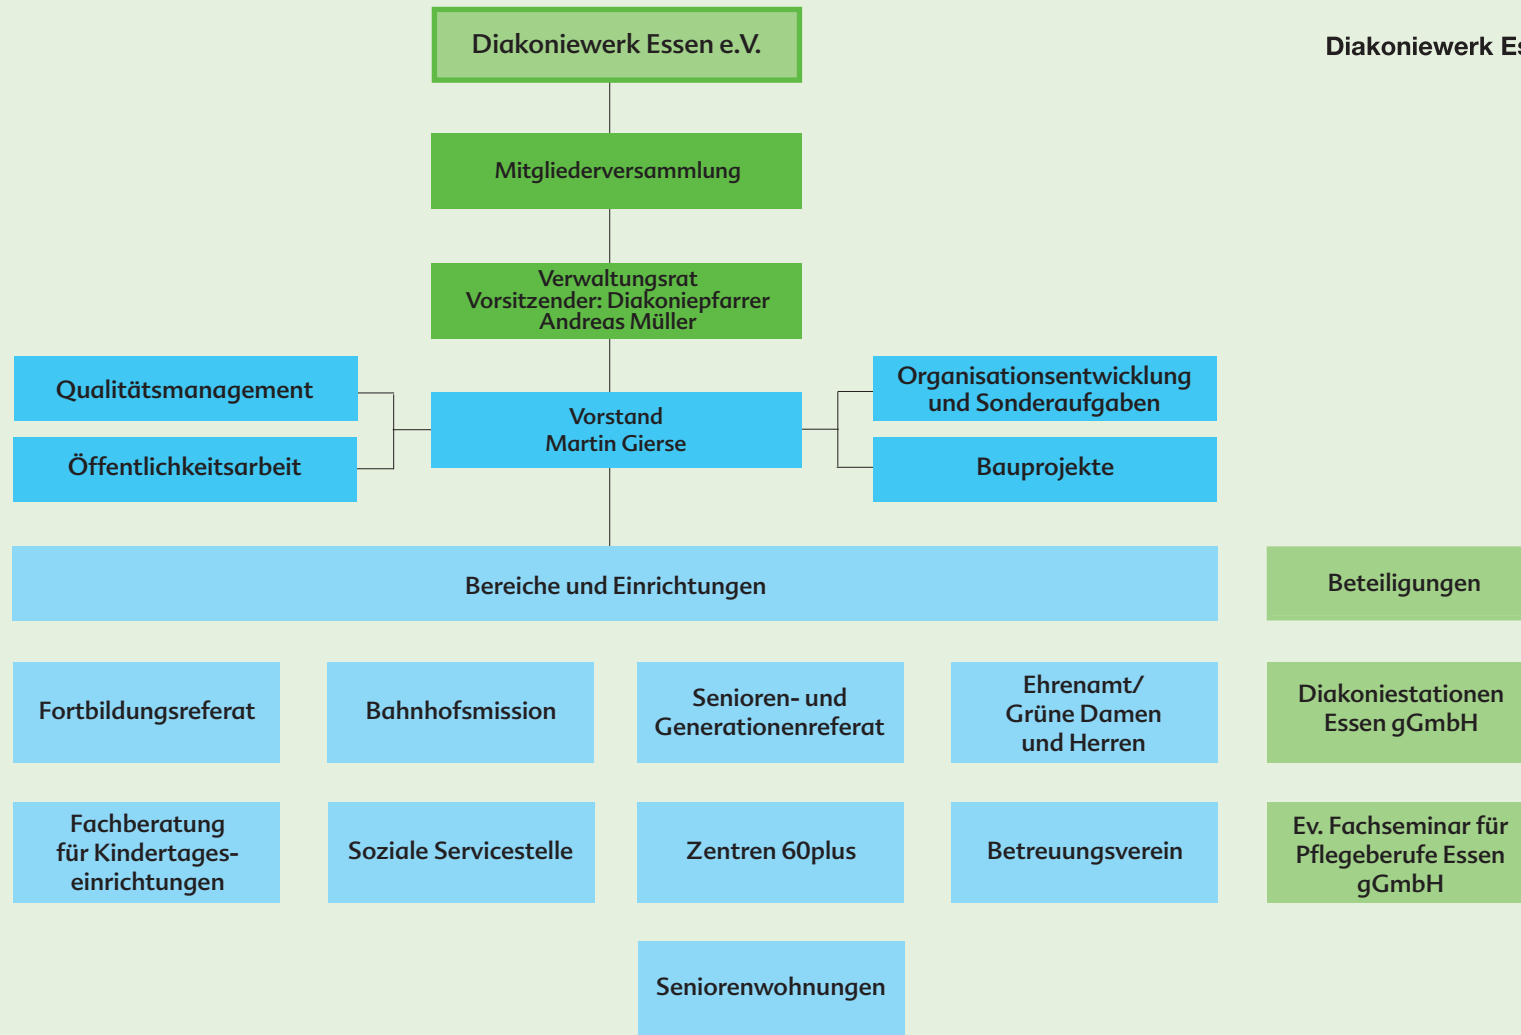 Diakoniewerk Essen e.V.
Diakoniewerk
Mitgliederversammlung
Verwaltungsrat
Vorsitzender: Diakoniepfarrer
Andreas Müller
Qualitätsmanagement
Öffentlichkeitsarbeit
Vorstand
Martin Gierse
Organisationsentwicklung
und Sonderaufgaben
Bauprojekte
Bereiche und Einrichtungen
Beteiligungen
Fortbildungsreferat
Bahnhofsmission
Senioren- und
Generationenreferat
Ehrenamt/
Grüne Damen
und Herren
Diakoniestationen
Essen gGmbH
Fachberatung
für Kindertages-
einrichtungen
Soziale Servicestelle
Zentren 60plus
Betreuungsverein
Ev. Fachseminar für
Pflegeberufe Essen
gGmbH
Seniorenwohnungen